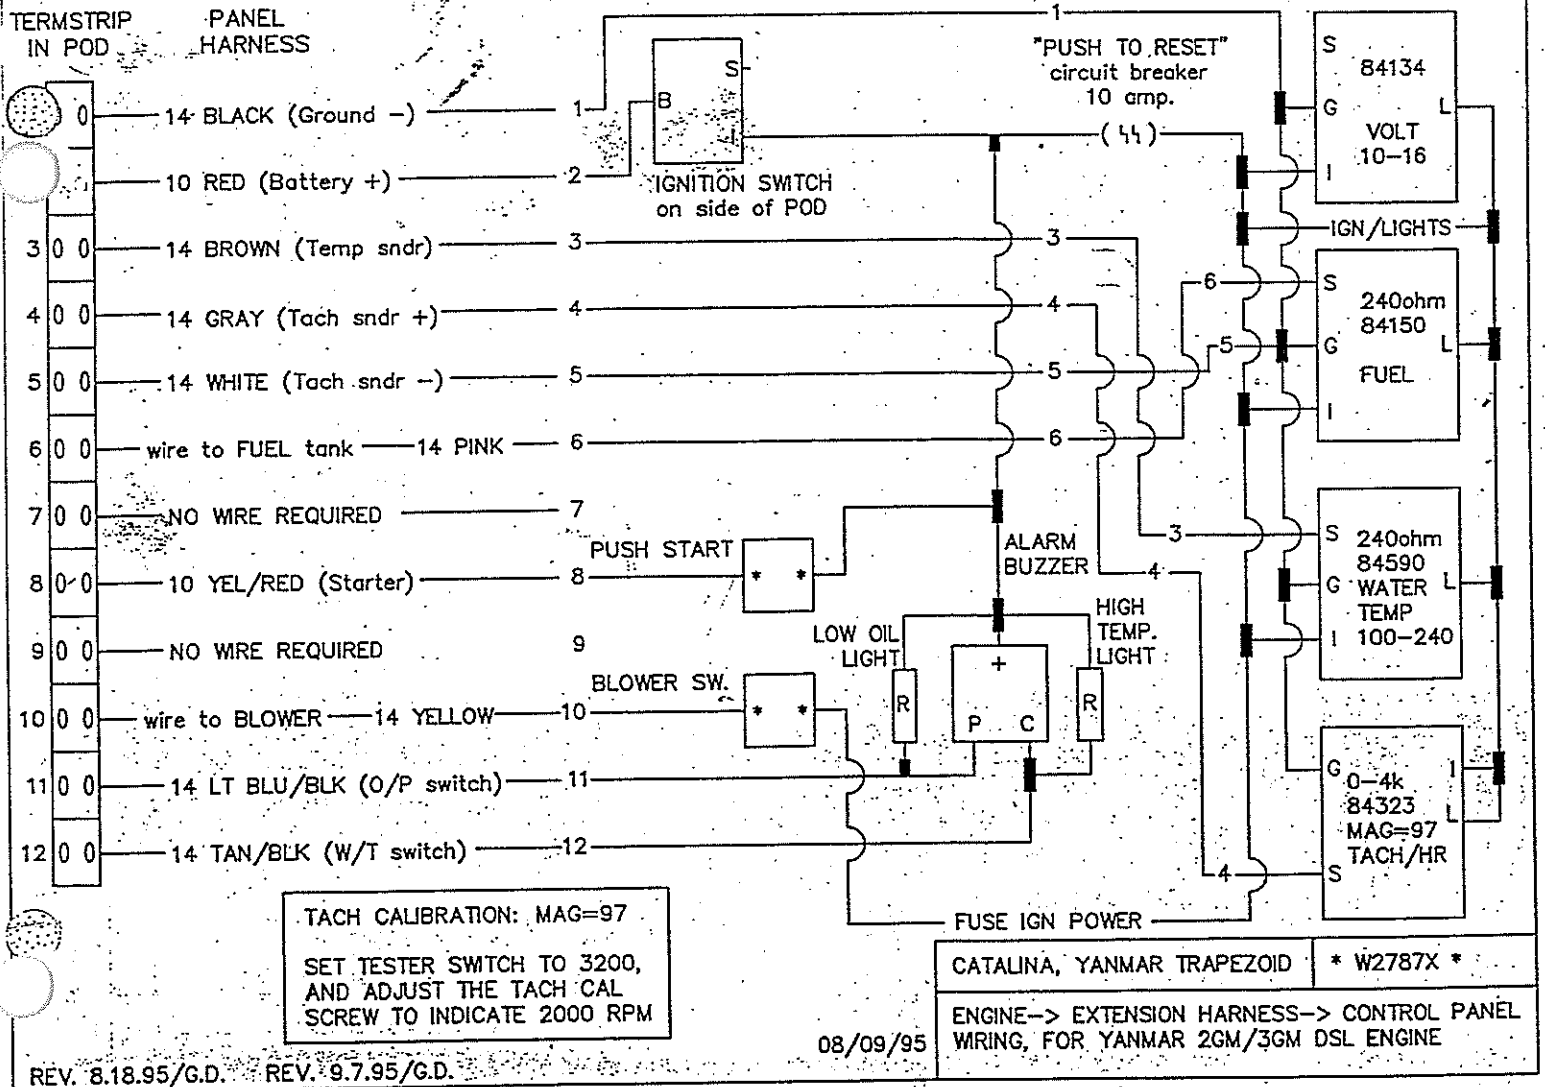 TERMSTRIP
IN POD
PANEL
HARNESS
0
14 BLACK (Ground -)
1
1
10 RED (Battery +)
2
3 0 0
14 BROWN (Temp sndr)
3
3
3
4 0 0
14 GRAY (Tach sndr +)
4
4
4
4
5 0 0
14 WHITE (Tach sndr -)
5
5
5
6 0 0
wire to FUEL tank
14 PINK
6
6
6
7 0 0
NO WIRE REQUIRED
7
8 0 0
10 YEL/RED (Starter)
8
9 0 0
NO WIRE REQUIRED
9
10 0 0
wire to BLOWER
14 YELLOW
10
11 0 0
14 LT BLU/BLK (O/P switch)
11
12 0 0
14 TAN/BLK (W/T switch)
12
S
B
I
IGNITION SWITCH
on side of POD
"PUSH TO RESET"
circuit breaker
10 amp.
PUSH START
* *
BLOWER SW.
* *
ALARM
BUZZER
LOW OIL
LIGHT
R
HIGH
TEMP.
LIGHT
R
+
P C
S
84134
G
L
VOLT
10-16
I
IGN/LIGHTS
S
240ohm
84150
G
L
FUEL
I
S
240ohm
84590
G
WATER
L
TEMP
I
100-240
G
I
0-4k
84323
L
MAG=97
TACH/HR
S
FUSE IGN POWER
TACH CALIBRATION: MAG=97
SET TESTER SWITCH TO 3200,
AND ADJUST THE TACH CAL
SCREW TO INDICATE 2000 RPM
CATALINA, YANMAR TRAPEZOID
* W2787X *
ENGINE-> EXTENSION HARNESS-> CONTROL PANEL
WIRING, FOR YANMAR 2GM/3GM DSL ENGINE
08/09/95
REV. 8.18.95/G.D.
REV. 9.7.95/G.D.